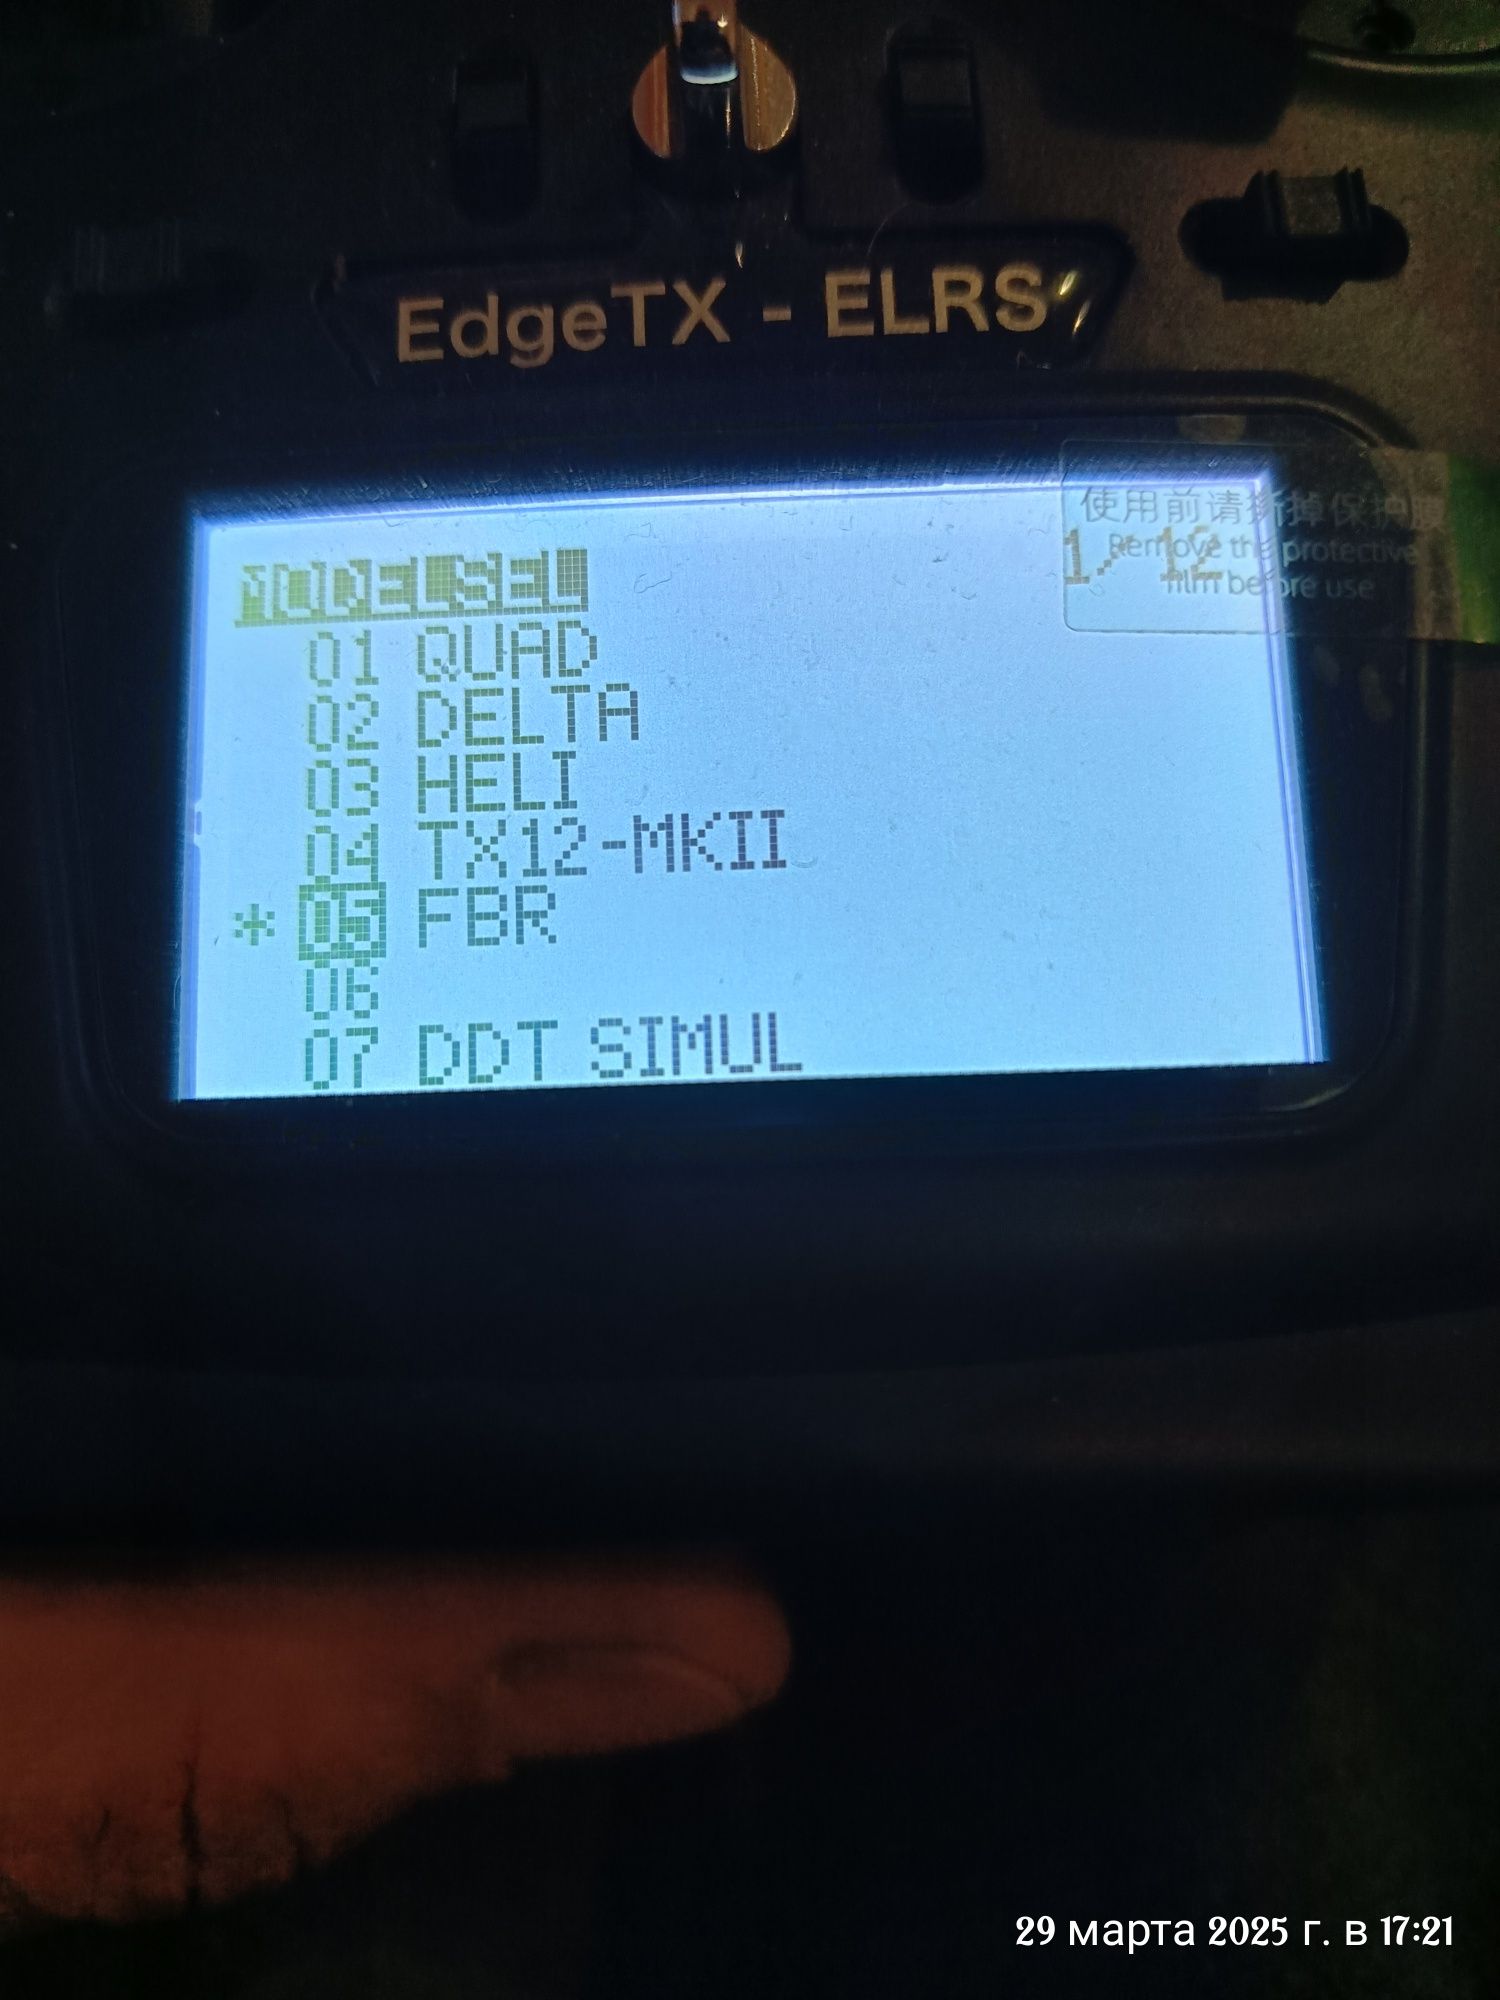 EdgeTX - ELRS
使用前请撕掉保护膜
Remove the protective
film before use
MODELSEL 1/12
01 QUAD
02 DELTA
03 HELI
04 TX12-MKII
* 05 FBR
06
07 DDT SIMUL
29 марта 2025 г. в 17:21